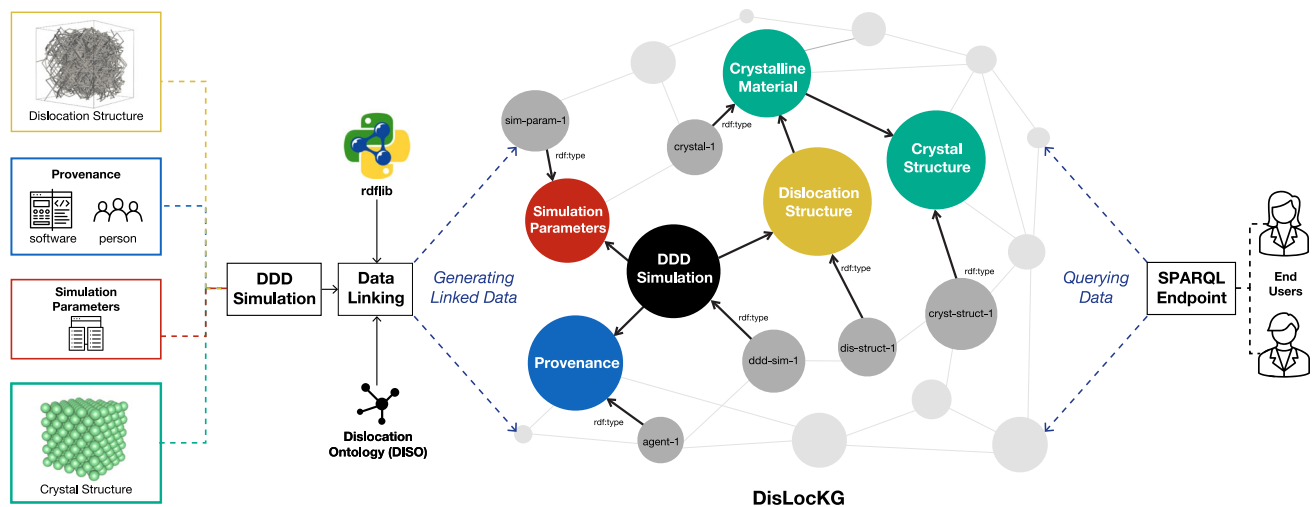 Dislocation Structure
Provenance
software
person
Simulation
Parameters
Crystal Structure
DDD
Simulation
rdflib
Data
Linking
Dislocation
Ontology (DISO)
Generating
Linked Data
sim-param-1
rdf:type
Simulation
Parameters
crystal-1
rdf:type
Crystalline
Material
Crystal
Structure
Dislocation
Structure
DDD
Simulation
Provenance
rdf:type
agent-1
rdf:type
ddd-sim-1
rdf:type
dis-struct-1
rdf:type
cryst-struct-1
DisLocKG
Querying
Data
SPARQL
Endpoint
End
Users